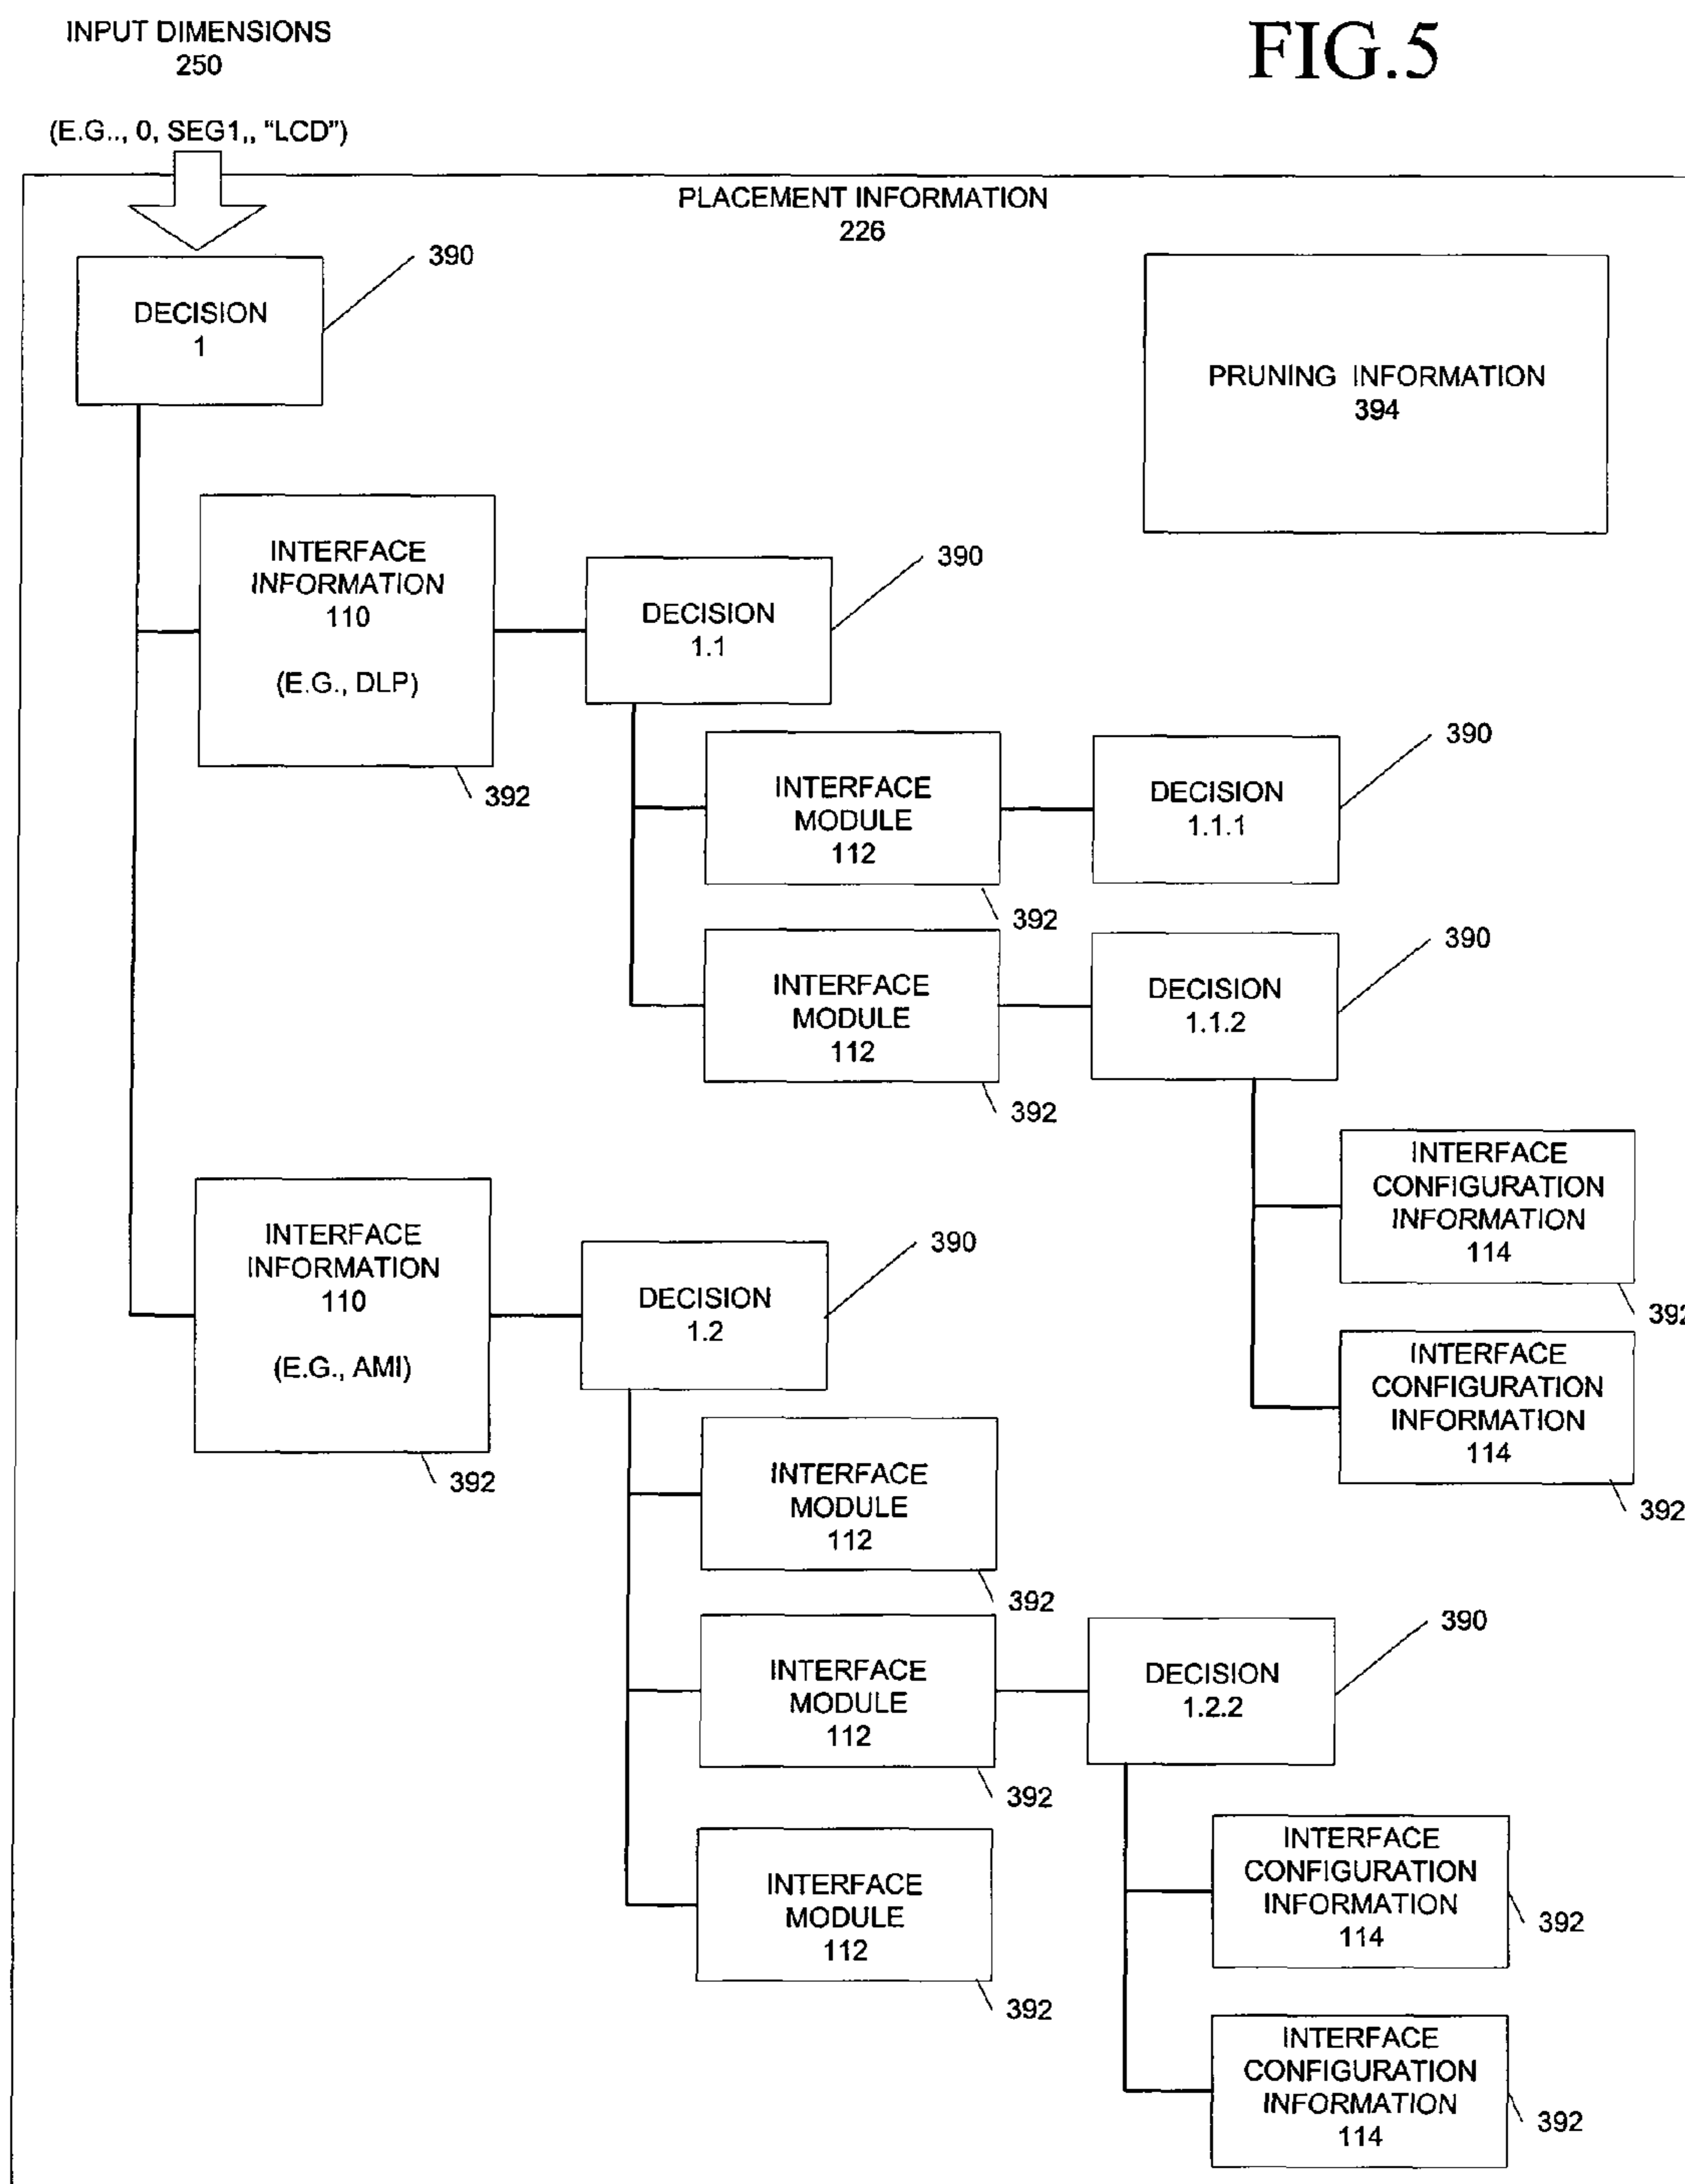 INPUT DIMENSIONS
250
FIG.5
(E.G.., 0, SEG1,, “LCD”)
PLACEMENT INFORMATION
226
390
DECISION
1
PRUNING INFORMATION
394
INTERFACE
INFORMATION
110
(E.G., DLP)
392
390
DECISION
1.1
INTERFACE
MODULE
112
392
390
DECISION
1.1.1
INTERFACE
MODULE
112
392
390
DECISION
1.1.2
INTERFACE
CONFIGURATION
INFORMATION
114
392
INTERFACE
CONFIGURATION
INFORMATION
114
392
INTERFACE
INFORMATION
110
(E.G., AMI)
392
390
DECISION
1.2
INTERFACE
MODULE
112
392
INTERFACE
MODULE
112
392
390
DECISION
1.2.2
INTERFACE
MODULE
112
392
INTERFACE
CONFIGURATION
INFORMATION
114
392
INTERFACE
CONFIGURATION
INFORMATION
114
392